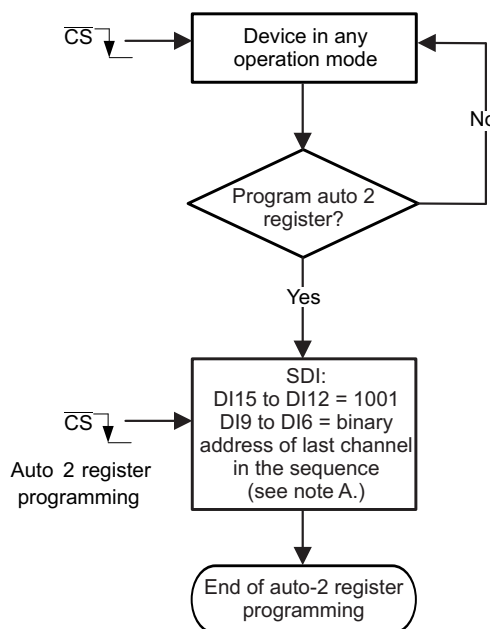 CS
Device in any
operation mode
No
Program auto 2
register?
Yes
SDI:
DI15 to DI12 = 1001
DI9 to DI6 = binary
address of last channel
in the sequence
(see note A.)
CS
Auto 2 register
programming
End of auto-2 register
programming